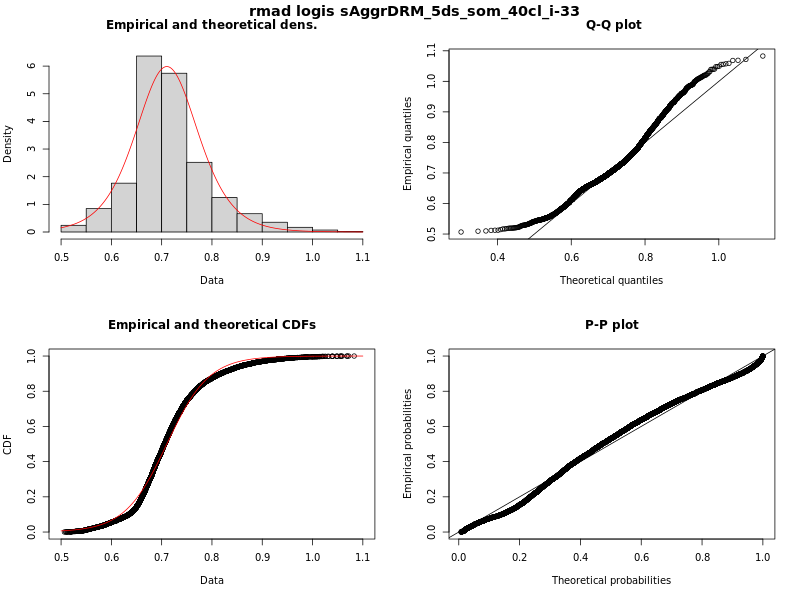 rmad logis sAggrDRM_5ds_som_40cl_i-33
Empirical and theoretical dens.
Density
0 1 2 3 4 5 6
0.5 0.6 0.7 0.8 0.9 1.0 1.1
Data
Q-Q plot
Empirical quantiles
0.5 0.6 0.7 0.8 0.9 1.0 1.1
0.4 0.6 0.8 1.0
Theoretical quantiles
Empirical and theoretical CDFs
CDF
0.0 0.2 0.4 0.6 0.8 1.0
0.5 0.6 0.7 0.8 0.9 1.0 1.1
Data
P-P plot
Empirical probabilities
0.0 0.2 0.4 0.6 0.8 1.0
0.0 0.2 0.4 0.6 0.8 1.0
Theoretical probabilities